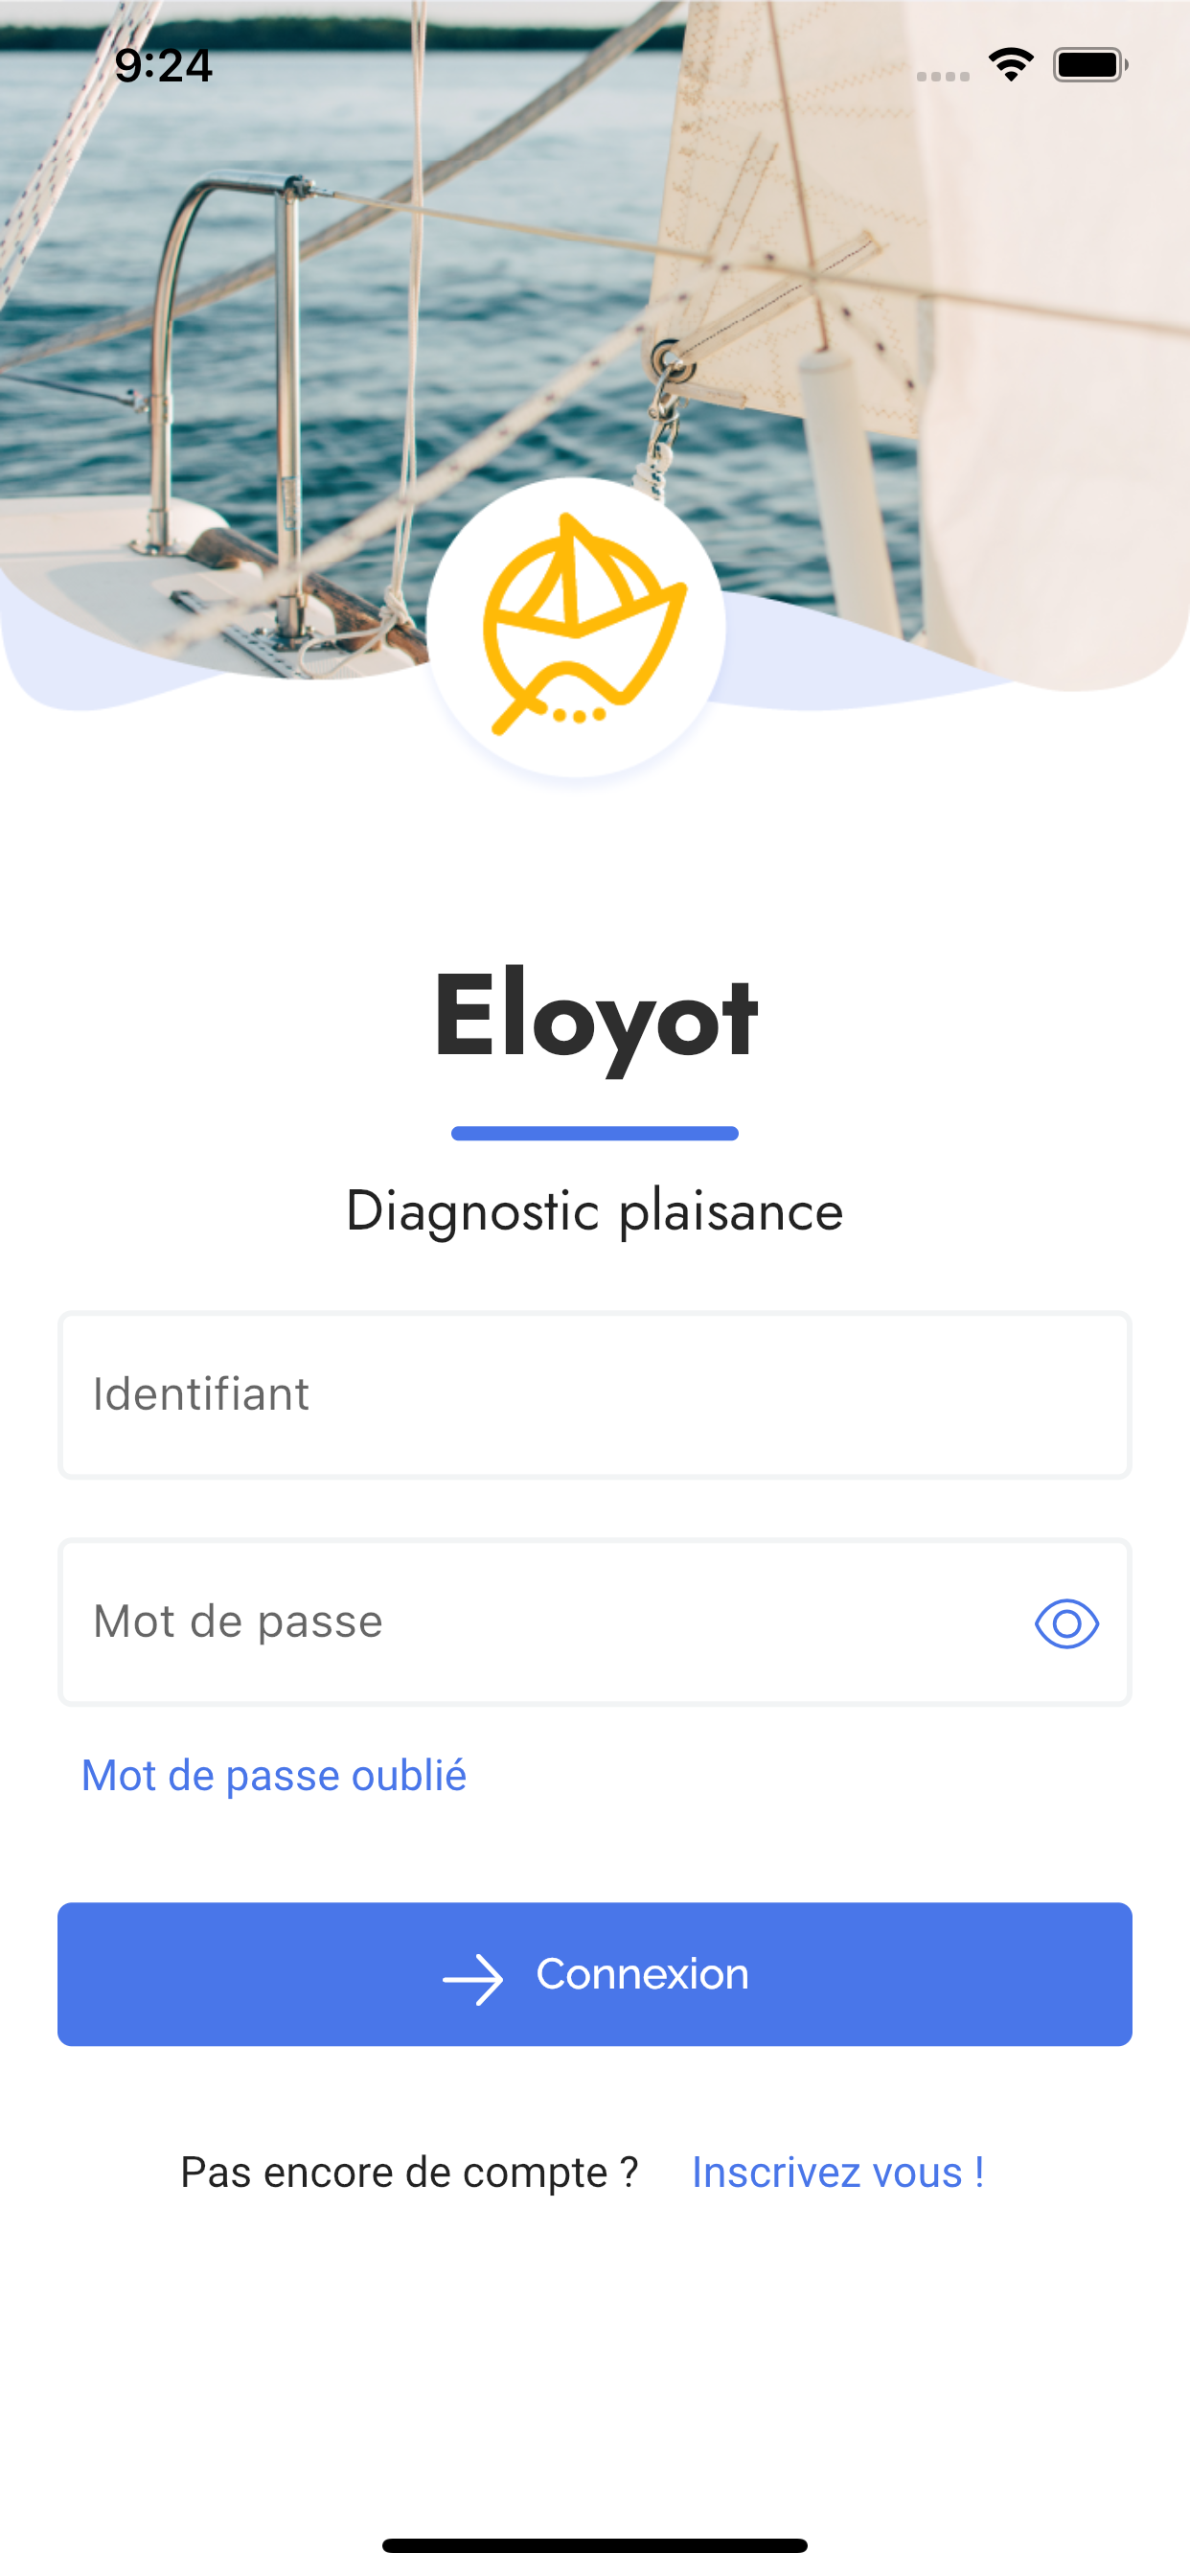 9:24
Eloyot
Diagnostic plaisance
Identifiant
Mot de passe
Mot de passe oublié
Connexion
Pas encore de compte ? Inscrivez vous !